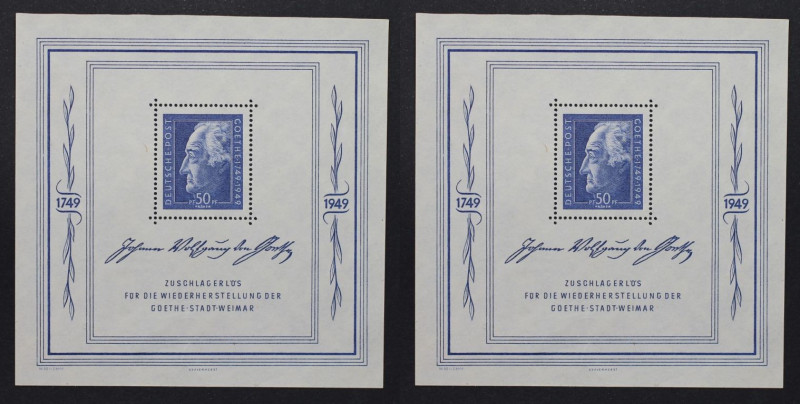 DEUTSCHE·POST
GOETHE·1749·1949
50
PF PF
1749
1949
Johann Wolfgang von Goethe
ZUSCHLAGERLÖS
FÜR DIE WIEDERHERSTELLUNG DER
GOETHE-STADT-WEIMAR
DEUTSCHE·POST
GOETHE·1749·1949
50
PF PF
1749
1949
Johann Wolfgang von Goethe
ZUSCHLAGERLÖS
FÜR DIE WIEDERHERSTELLUNG DER
GOETHE-STADT-WEIMAR